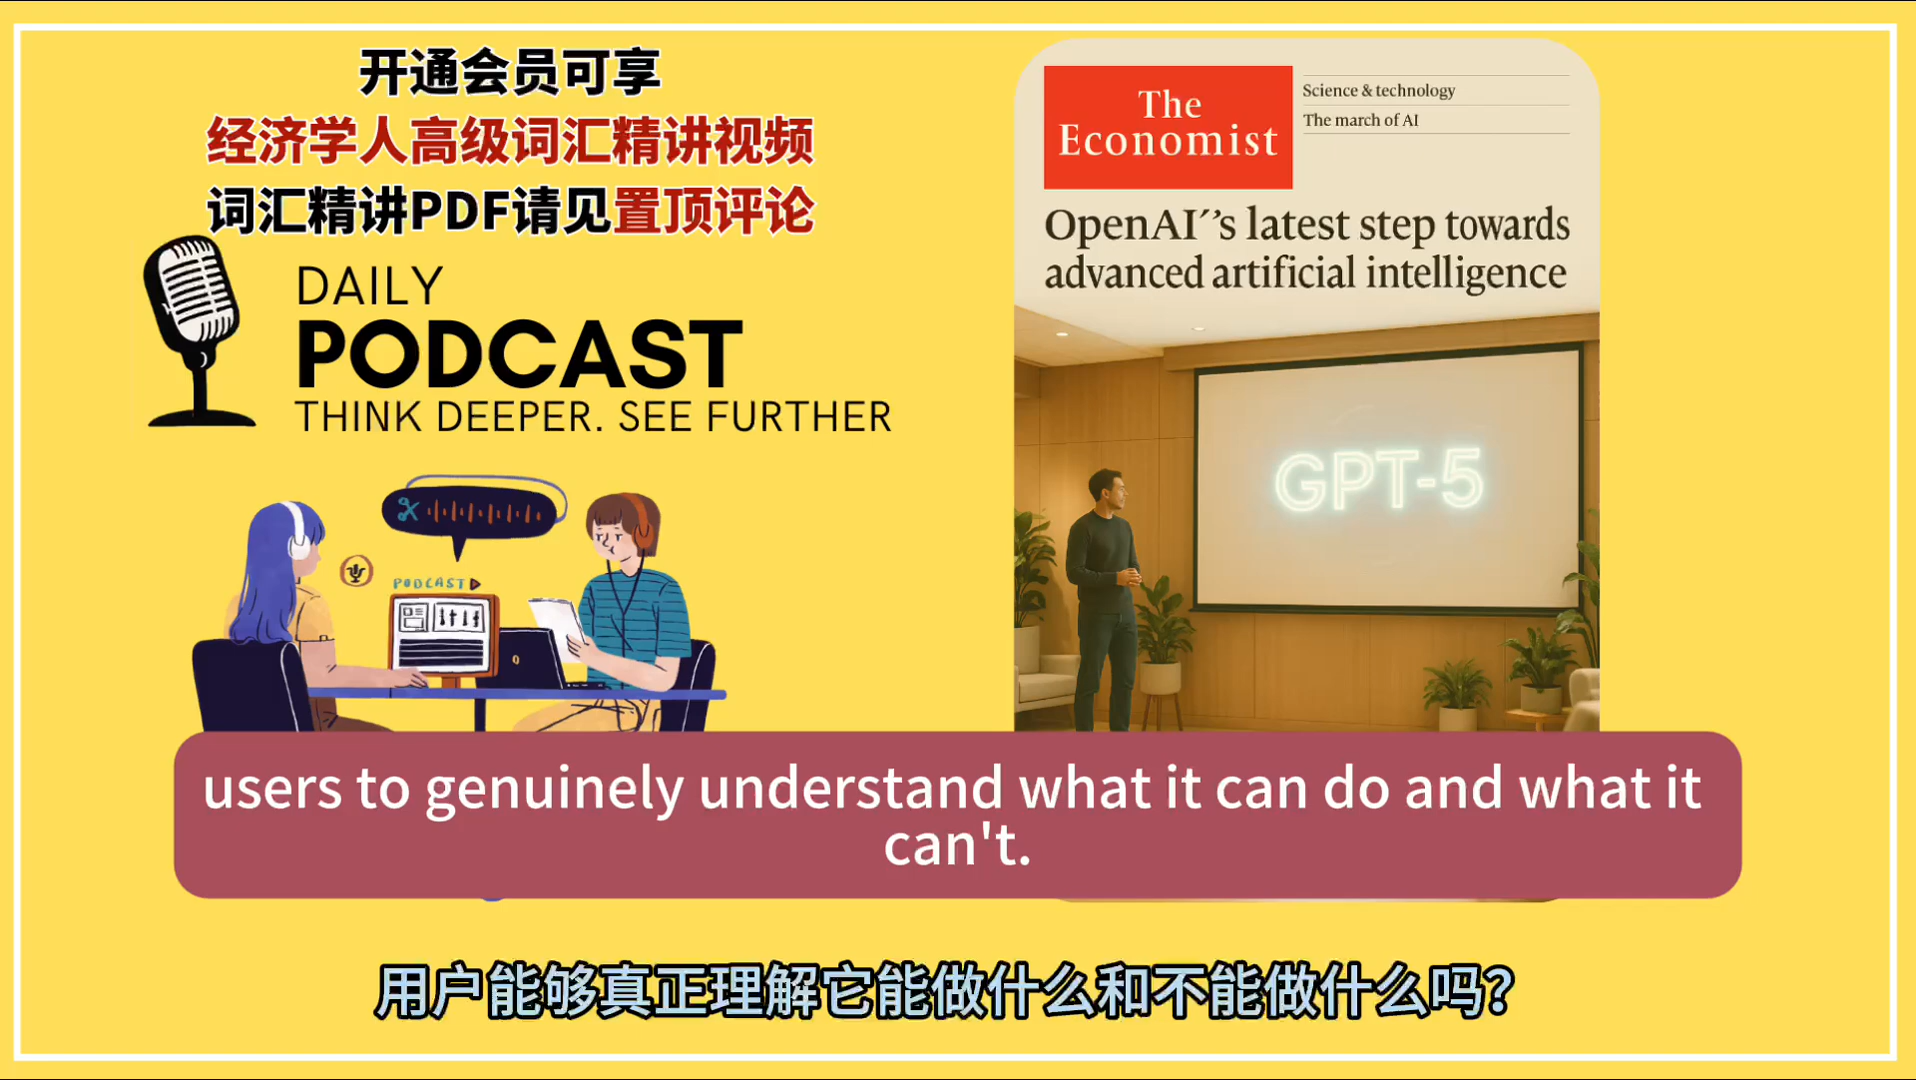 开通会员可享
经济学人高级词汇精讲视频
词汇精讲PDF请见置顶评论
DAILY
PODCAST
THINK DEEPER. SEE FURTHER
PODCAST
The
Economist
Science & technology
The march of AI
OpenAI´’s latest step towards
advanced artificial intelligence
GPT-5
users to genuinely understand what it can do and what it
can't.
用户能够真正理解它能做什么和不能做什么吗?